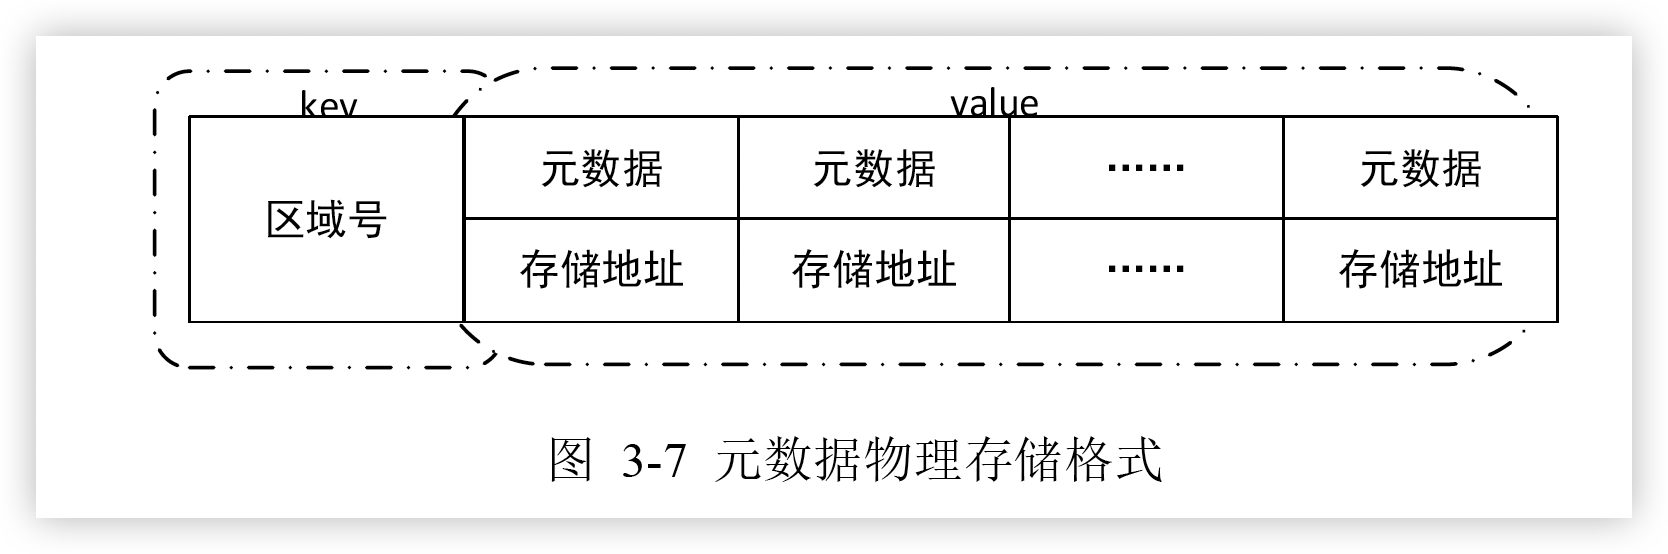 key value
元数据 元数据 …… 元数据
区域号
存储地址 存储地址 …… 存储地址
图 3-7 元数据物理存储格式